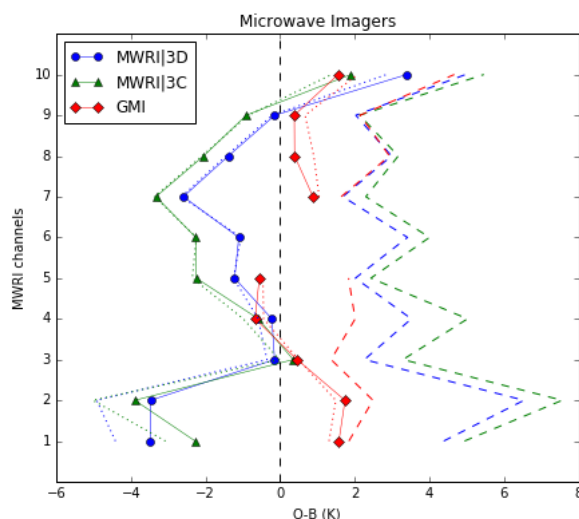 Microwave Imagers
MWRI|3D
MWRI|3C
GMI
MWRI channels
10
9
8
7
6
5
4
3
2
1
−6 −4 −2 0 2 4 6 8
O-B (K)